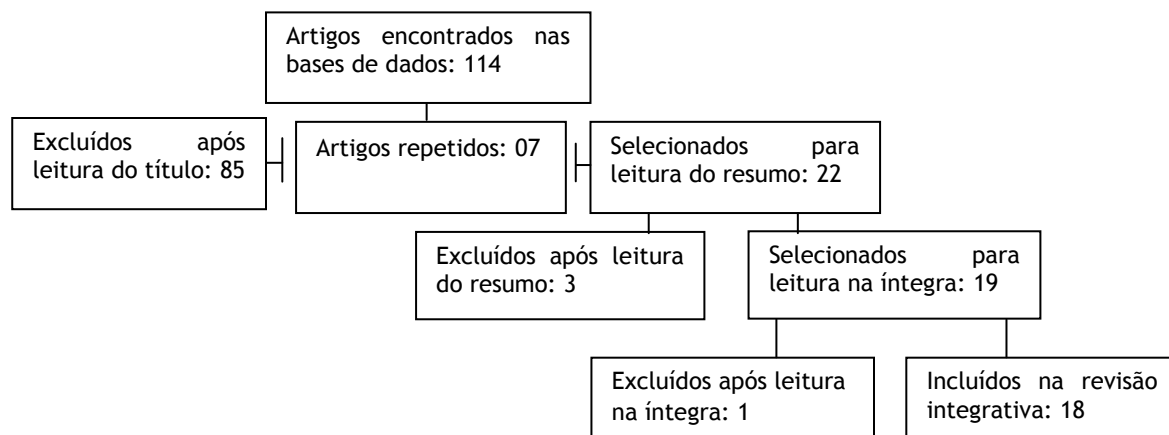 Artigos encontrados nas
bases de dados: 114
Excluídos após
leitura do título: 85
Artigos repetidos: 07
Selecionados para
leitura do resumo: 22
Excluídos após leitura
do resumo: 3
Selecionados para
leitura na íntegra: 19
Excluídos após leitura
na íntegra: 1
Incluídos na revisão
integrativa: 18